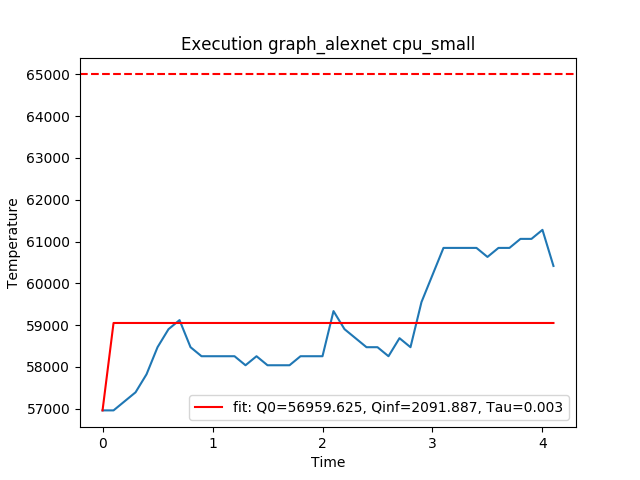 Execution graph_alexnet cpu_small
65000
64000
63000
62000
61000
60000
59000
58000
57000
Temperature
fit: Q0=56959.625, Qinf=2091.887, Tau=0.003
0 1 2 3 4
Time